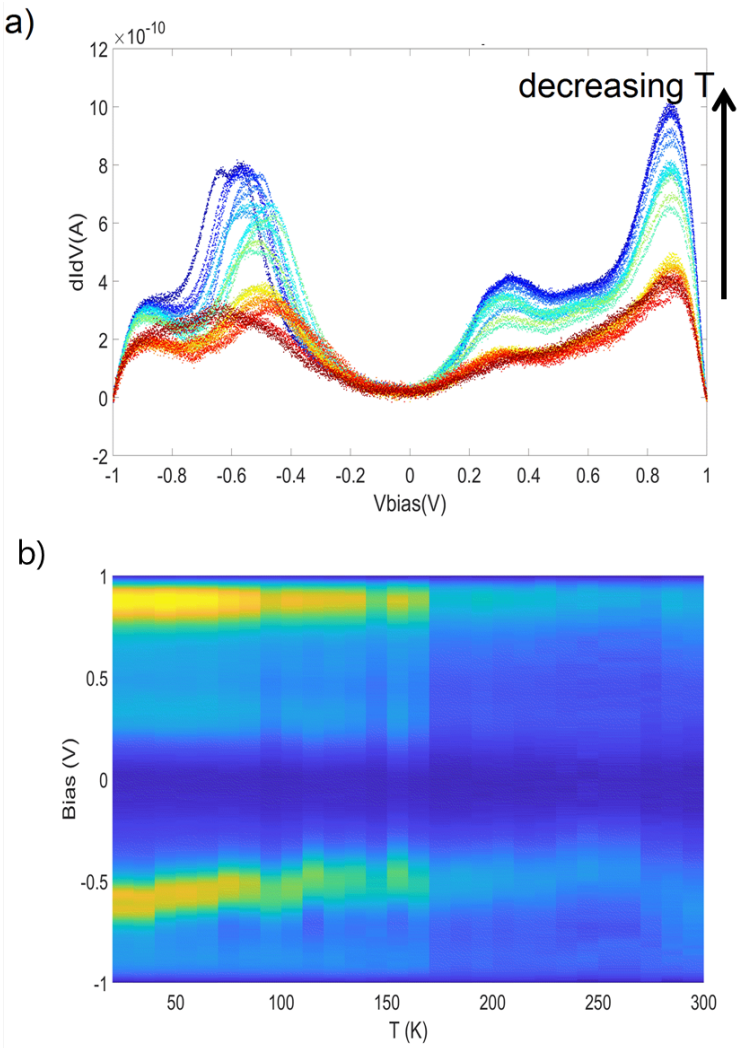 a)
×10-10
12
10
8
6
4
2
0
-2
dIdV(A)
decreasing T
-1 -0.8 -0.6 -0.4 -0.2 0 0.2 0.4 0.6 0.8 1
Vbias(V)
b)
1
0.5
0
-0.5
-1
Bias (V)
50 100 150 200 250 300
T (K)